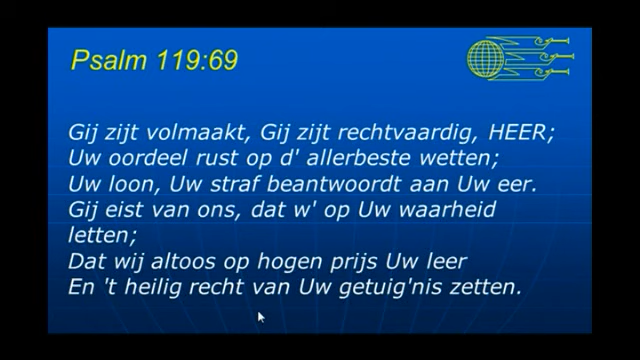 Psalm 119:69
Gij zijt volmaakt, Gij zijt rechtvaardig, HEER;
Uw oordeel rust op d' allerbeste wetten;
Uw loon, Uw straf beantwoordt aan Uw eer.
Gij eist van ons, dat w' op Uw waarheid
letten;
Dat wij altoos op hogen prijs Uw leer
En 't heilig recht van Uw getuig'nis zetten.